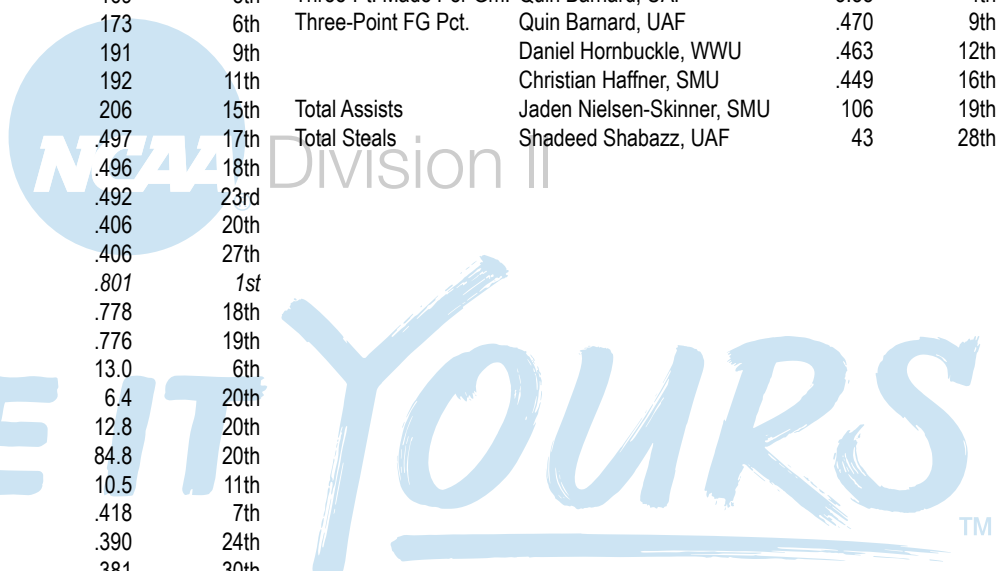 173 6th Three-Point FG Pct. Quin Barnard, UAF .470 9th
191 9th Daniel Hornbuckle, WWU .463 12th
192 11th Christian Haffner, SMU .449 16th
206 15th Total Assists Jaden Nielsen-Skinner, SMU 106 19th
.497 17th Total Steals Shadeed Shabazz, UAF 43 28th
.496 18th
NCAA Division II
.492 23rd
.406 20th
.406 27th
.801 1st
.778 18th
.776 19th
13.0 6th
6.4 20th
12.8 20th
84.8 20th
10.5 11th
.418 7th
.390 24th
.381 30th
E IT YOURS TM